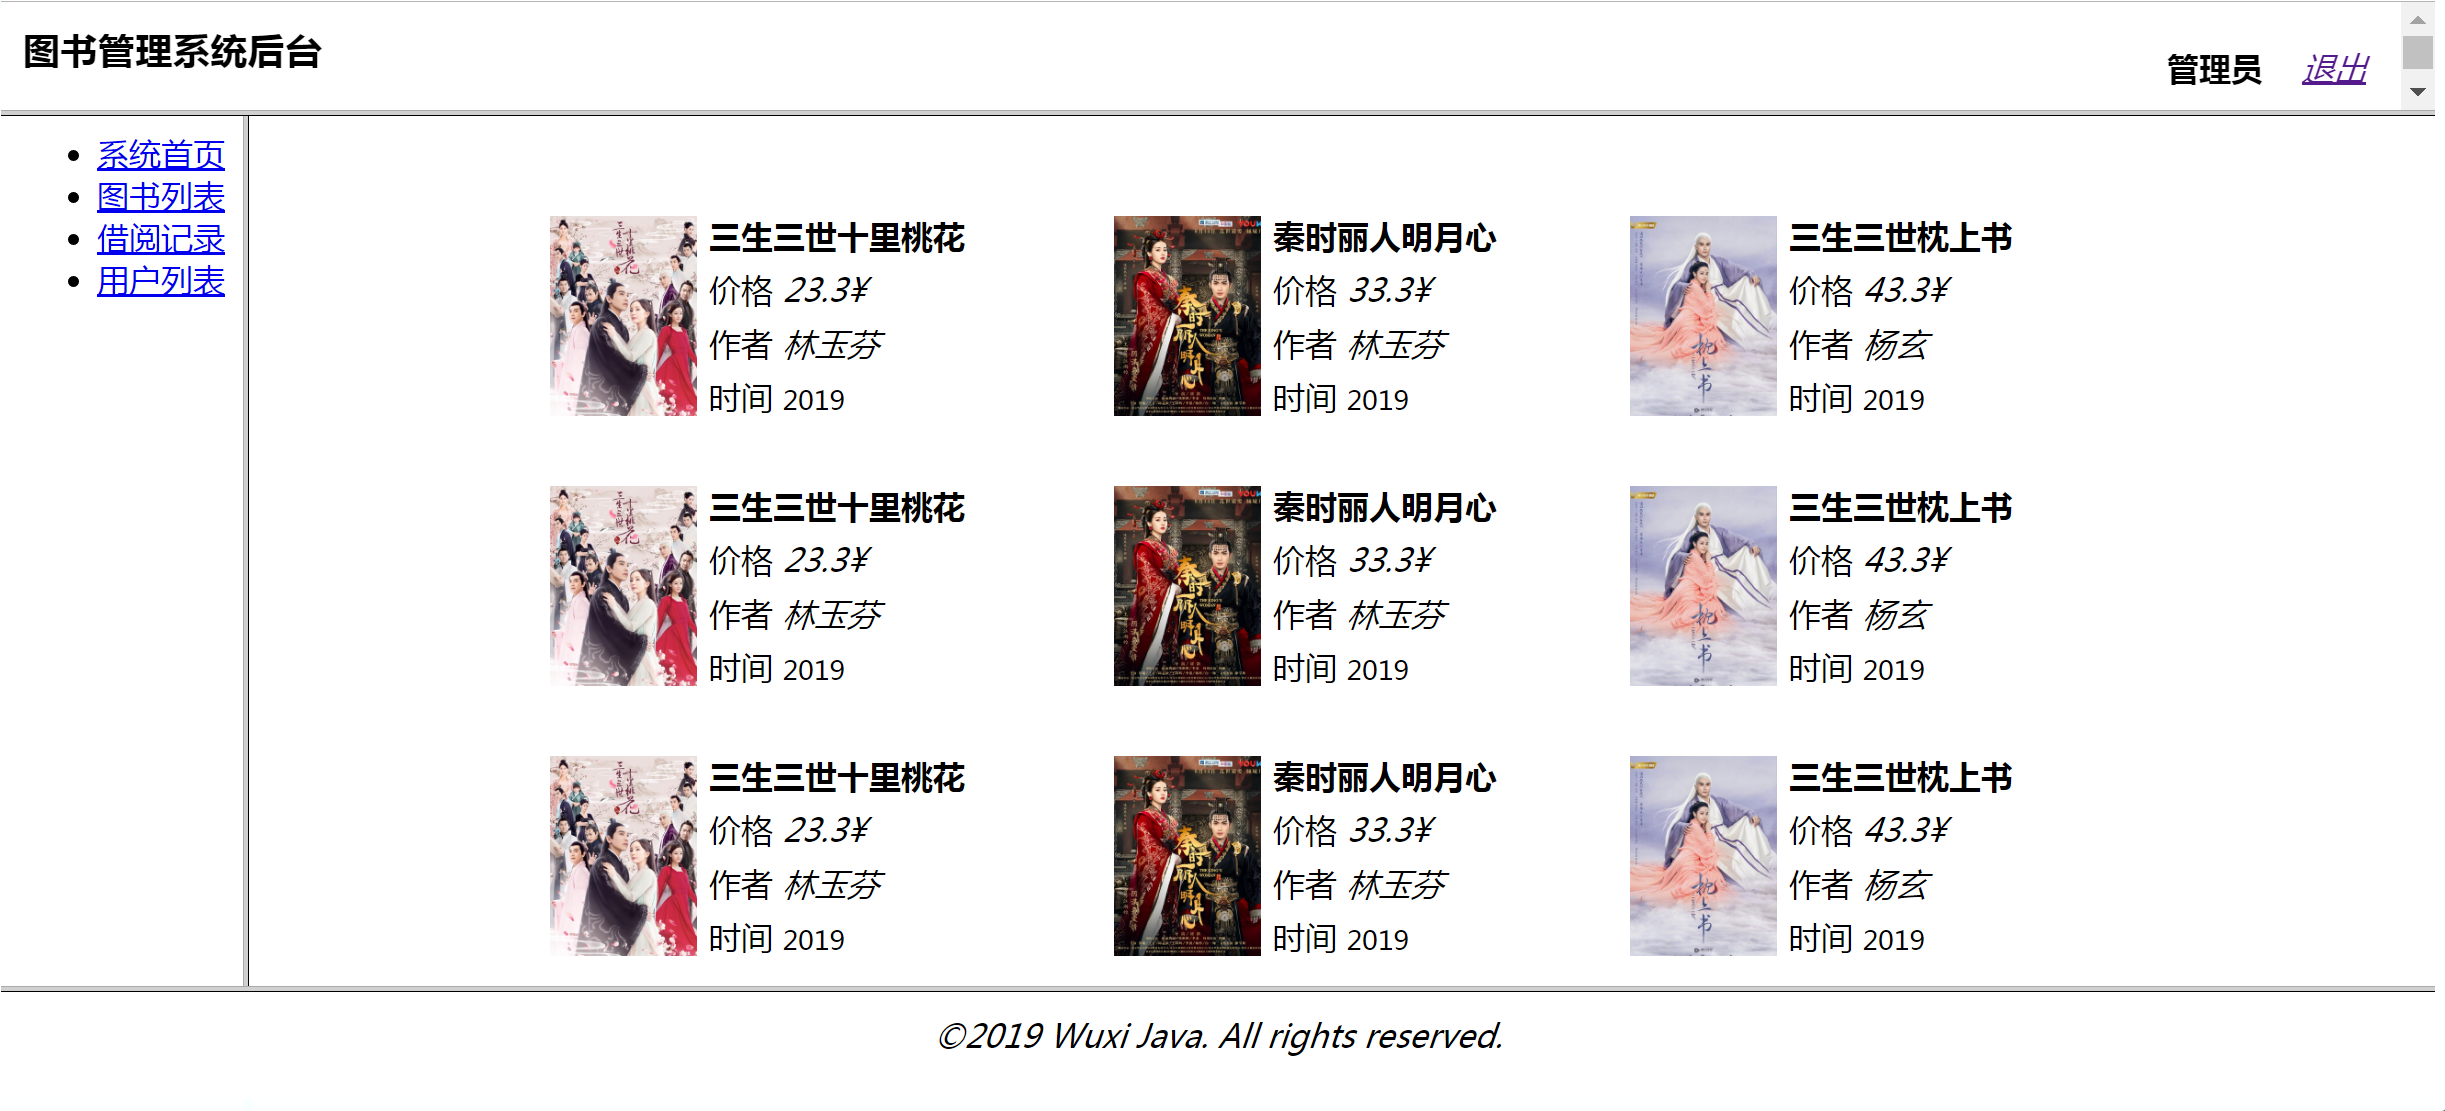 图书管理系统后台
管理员 退出
系统首页
图书列表
借阅记录
用户列表
三生三世十里桃花
价格 23.3¥
作者 林玉芬
时间 2019
秦时丽人明月心
价格 33.3¥
作者 林玉芬
时间 2019
三生三世枕上书
价格 43.3¥
作者 杨玄
时间 2019
三生三世十里桃花
价格 23.3¥
作者 林玉芬
时间 2019
秦时丽人明月心
价格 33.3¥
作者 林玉芬
时间 2019
三生三世枕上书
价格 43.3¥
作者 杨玄
时间 2019
三生三世十里桃花
价格 23.3¥
作者 林玉芬
时间 2019
秦时丽人明月心
价格 33.3¥
作者 林玉芬
时间 2019
三生三世枕上书
价格 43.3¥
作者 杨玄
时间 2019
©2019 Wuxi Java. All rights reserved.